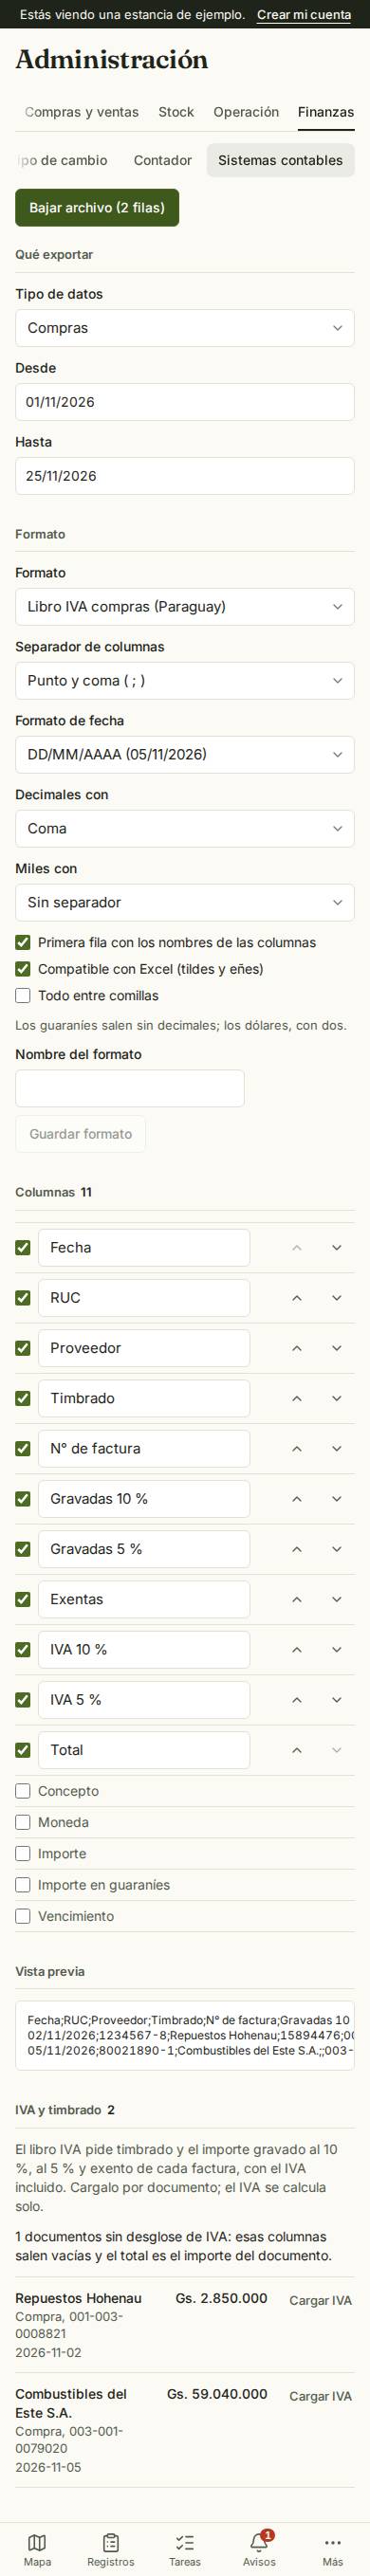 Estás viendo una estancia de ejemplo. Crear mi cuenta
Administración
Compras y ventas Stock Operación Finanzas
po de cambio Contador Sistemas contables
Bajar archivo (2 filas)
Qué exportar
Tipo de datos
Compras
Desde
01/11/2026
Hasta
25/11/2026
Formato
Formato
Libro IVA compras (Paraguay)
Separador de columnas
Punto y coma ( ; )
Formato de fecha
DD/MM/AAAA (05/11/2026)
Decimales con
Coma
Miles con
Sin separador
Primera fila con los nombres de las columnas
Compatible con Excel (tildes y eñes)
Todo entre comillas
Los guaraníes salen sin decimales; los dólares, con dos.
Nombre del formato
Guardar formato
Columnas 11
Fecha
RUC
Proveedor
Timbrado
N° de factura
Gravadas 10 %
Gravadas 5 %
Exentas
IVA 10 %
IVA 5 %
Total
Concepto
Moneda
Importe
Importe en guaraníes
Vencimiento
Vista previa
Fecha;RUC;Proveedor;Timbrado;N° de factura;Gravadas 10
02/11/2026;1234567-8;Repuestos Hohenau;15894476;00
05/11/2026;80021890-1;Combustibles del Este S.A.;;003-
IVA y timbrado 2
El libro IVA pide timbrado y el importe gravado al 10
%, al 5 % y exento de cada factura, con el IVA
incluido. Cargalo por documento; el IVA se calcula
solo.
1 documentos sin desglose de IVA: esas columnas
salen vacías y el total es el importe del documento.
Repuestos Hohenau Gs. 2.850.000 Cargar IVA
Compra, 001-003-
0008821
2026-11-02
Combustibles del Gs. 59.040.000 Cargar IVA
Este S.A.
Compra, 003-001-
0079020
2026-11-05
1
Mapa Registros Tareas Avisos Más